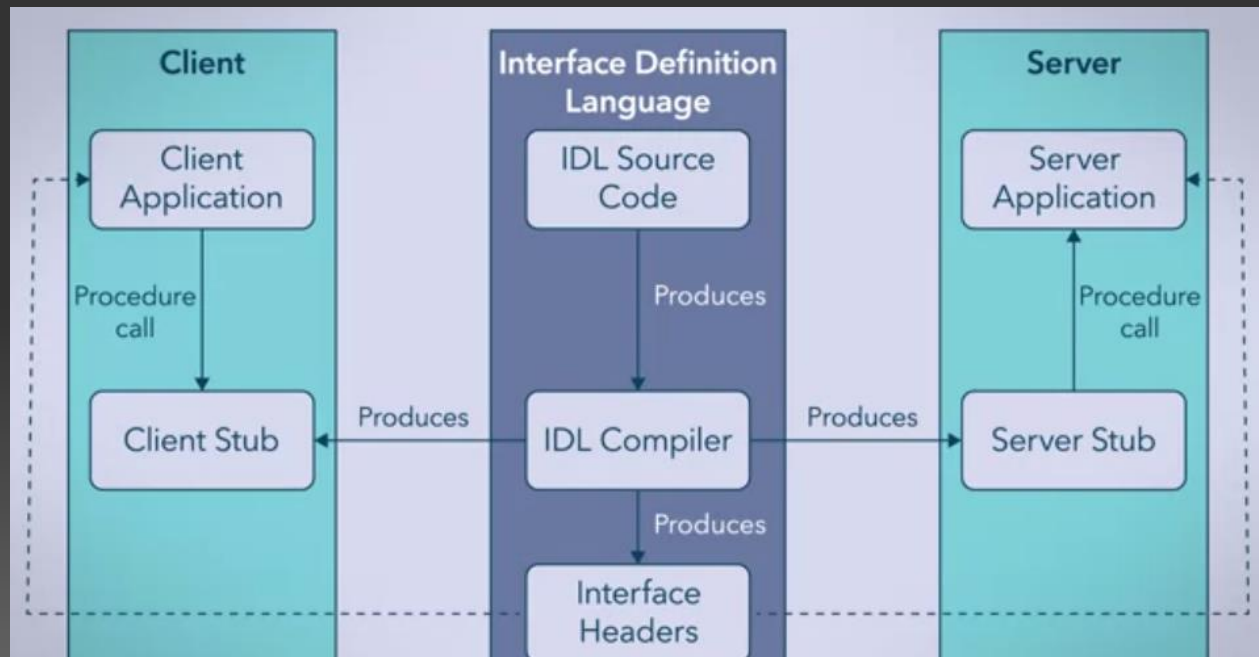 Client
Client
Application
Procedure
call
Client Stub
Produces
Interface Definition
Language
IDL Source
Code
Produces
IDL Compiler
Produces
Interface
Headers
Produces
Server
Server
Application
Procedure
call
Server Stub